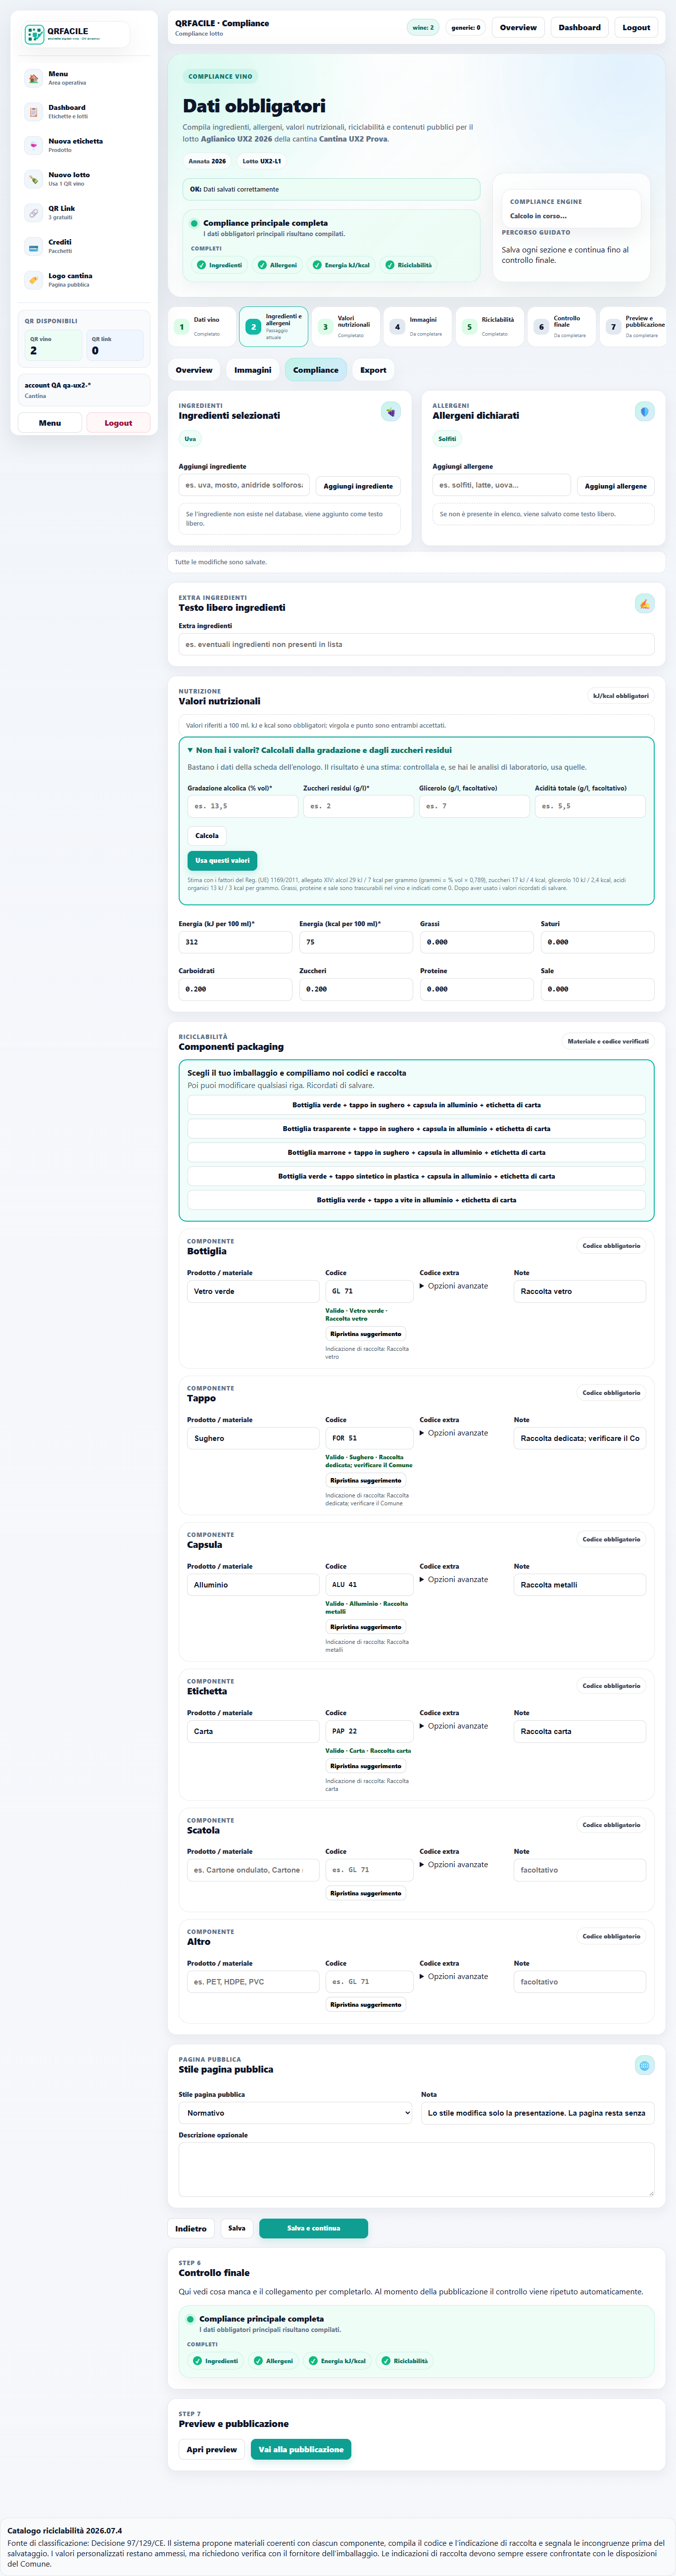 QRFACILE
Menu
Area operativa
Dashboard
Etichette e lotti
Nuova etichetta
Prodotto
Nuovo lotto
Usa 1 QR vino
QR Link
3 gratuiti
Crediti
Pacchetti
Logo cantina
Pagina pubblica
QR DISPONIBILI
QR vino
2
QR link
0
account QA qa-ux2-*
Cantina
Menu
Logout
QRFACILE · Compliance
Compliance lotto
wine: 2
generic: 0
Overview
Dashboard
Logout
COMPLIANCE VINO
Dati obbligatori
Compila ingredienti, allergeni, valori nutrizionali, riciclabilità e contenuti pubblici per il
lotto Aglianico UX2 2026 della cantina Cantina UX2 Prova.
Annata 2026
Lotto UX2-L1
OK: Dati salvati correttamente
Compliance principale completa
I dati obbligatori principali risultano compilati.
COMPLETI
Ingredienti
Allergeni
Energia kJ/kcal
Riciclabilità
COMPLIANCE ENGINE
Calcolo in corso...
PERCORSO GUIDATO
Salva ogni sezione e continua fino al
controllo finale.
1
Dati vino
Completato
2
Ingredienti e
allergeni
Passaggio
attuale
3
Valori
nutrizionali
Completato
4
Immagini
Da completare
5
Riciclabilità
Completato
6
Controllo
finale
Da completare
7
Preview e
pubblicazione
Da completare
Overview
Immagini
Compliance
Export
INGREDIENTI
Ingredienti selezionati
Uva
Aggiungi ingrediente
es. uva, mosto, anidride solforosa
Aggiungi ingrediente
Se l'ingrediente non esiste nel database, viene aggiunto come testo
libero.
ALLERGENI
Allergeni dichiarati
Solfiti
Aggiungi allergene
es. solfiti, latte, uova...
Aggiungi allergene
Se non è presente in elenco, viene salvato come testo libero.
Tutte le modifiche sono salvate.
EXTRA INGREDIENTI
Testo libero ingredienti
Extra ingredienti
es. eventuali ingredienti non presenti in lista
NUTRIZIONE
Valori nutrizionali
kJ/kcal obbligatori
Valori riferiti a 100 ml. kJ e kcal sono obbligatori; virgola e punto sono entrambi accettati.
▼ Non hai i valori? Calcolali dalla gradazione e dagli zuccheri residui
Bastano i dati della scheda dell'enologo. Il risultato è una stima: controllala e, se hai le analisi di laboratorio, usa quelle.
Gradazione alcolica (% vol)*
Zuccheri residui (g/l)*
Glicerolo (g/l, facoltativo)
Acidità totale (g/l, facoltativo)
es. 13,5
es. 2
es. 7
es. 5,5
Calcola
Usa questi valori
Stima con i fattori del Reg. (UE) 1169/2011, allegato XIV: alcol 29 kJ / 7 kcal per grammo (grammi = % vol × 0,789), zuccheri 17 kJ / 4 kcal, glicerolo 10 kJ / 2,4 kcal, acidi
organici 13 kJ / 3 kcal per grammo. Grassi, proteine e sale sono trascurabili nel vino e indicati come 0. Dopo aver usato i valori ricordati di salvare.
Energia (kJ per 100 ml)*
Energia (kcal per 100 ml)*
Grassi
Saturi
312
75
0.000
0.000
Carboidrati
Zuccheri
Proteine
Sale
0.200
0.200
0.000
0.000
RICICLABILITÀ
Componenti packaging
Materiale e codice verificati
Scegli il tuo imballaggio e compiliamo noi codici e raccolta
Poi puoi modificare qualsiasi riga. Ricordati di salvare.
Bottiglia verde + tappo in sughero + capsula in alluminio + etichetta di carta
Bottiglia trasparente + tappo in sughero + capsula in alluminio + etichetta di carta
Bottiglia marrone + tappo in sughero + capsula in alluminio + etichetta di carta
Bottiglia verde + tappo sintetico in plastica + capsula in alluminio + etichetta di carta
Bottiglia verde + tappo a vite in alluminio + etichetta di carta
COMPONENTE
Bottiglia
Codice obbligatorio
Prodotto / materiale
Codice
Codice extra
Note
Vetro verde
GL 71
▶ Opzioni avanzate
Raccolta vetro
Valido · Vetro verde ·
Raccolta vetro
Ripristina suggerimento
Indicazione di raccolta: Raccolta
vetro
COMPONENTE
Tappo
Codice obbligatorio
Prodotto / materiale
Codice
Codice extra
Note
Sughero
FOR 51
▶ Opzioni avanzate
Raccolta dedicata; verificare il Co
Valido · Sughero · Raccolta
dedicata; verificare il Comune
Ripristina suggerimento
Indicazione di raccolta: Raccolta
dedicata; verificare il Comune
COMPONENTE
Capsula
Codice obbligatorio
Prodotto / materiale
Codice
Codice extra
Note
Alluminio
ALU 41
▶ Opzioni avanzate
Raccolta metalli
Valido · Alluminio · Raccolta
metalli
Ripristina suggerimento
Indicazione di raccolta: Raccolta
metalli
COMPONENTE
Etichetta
Codice obbligatorio
Prodotto / materiale
Codice
Codice extra
Note
Carta
PAP 22
▶ Opzioni avanzate
Raccolta carta
Valido · Carta · Raccolta carta
Ripristina suggerimento
Indicazione di raccolta: Raccolta
carta
COMPONENTE
Scatola
Codice obbligatorio
Prodotto / materiale
Codice
Codice extra
Note
es. Cartone ondulato, Cartone
es. GL 71
▶ Opzioni avanzate
facoltativo
Ripristina suggerimento
COMPONENTE
Altro
Codice obbligatorio
Prodotto / materiale
Codice
Codice extra
Note
es. PET, HDPE, PVC
es. GL 71
▶ Opzioni avanzate
facoltativo
Ripristina suggerimento
PAGINA PUBBLICA
Stile pagina pubblica
Stile pagina pubblica
Nota
Normativo
Lo stile modifica solo la presentazione. La pagina resta senza
Descrizione opzionale
Indietro
Salva
Salva e continua
STEP 6
Controllo finale
Qui vedi cosa manca e il collegamento per completarlo. Al momento della pubblicazione il controllo viene ripetuto automaticamente.
Compliance principale completa
I dati obbligatori principali risultano compilati.
COMPLETI
Ingredienti
Allergeni
Energia kJ/kcal
Riciclabilità
STEP 7
Preview e pubblicazione
Apri preview
Vai alla pubblicazione
Catalogo riciclabilità 2026.07.4
Fonte di classificazione: Decisione 97/129/CE. Il sistema propone materiali coerenti con ciascun componente, compila il codice e l'indicazione di raccolta e segnala le incongruenze prima del
salvataggio. I valori personalizzati restano ammessi, ma richiedono verifica con il fornitore dell'imballaggio. Le indicazioni di raccolta devono sempre essere confrontate con le disposizioni
del Comune.